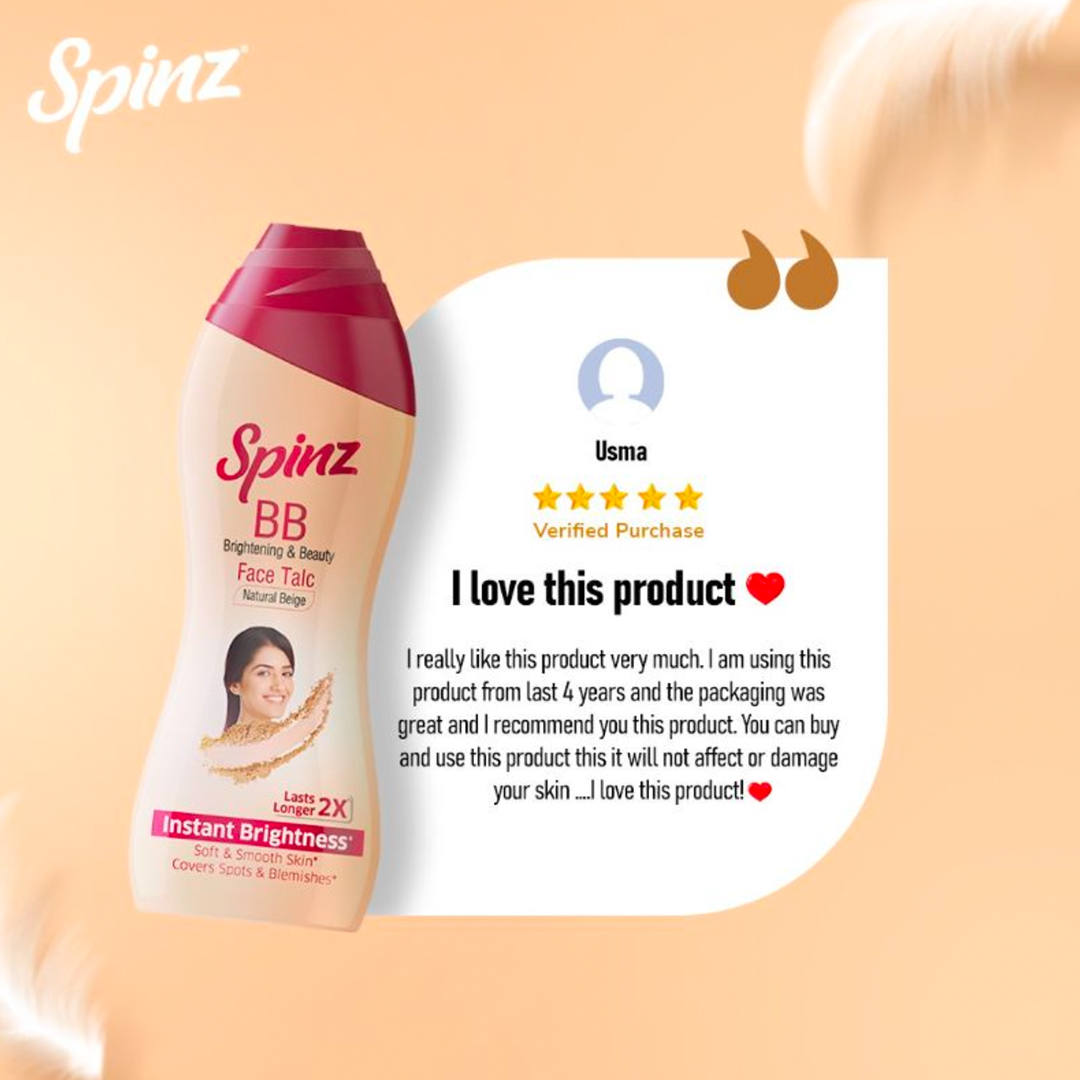 Spinz
Spinz
BB
Brightening & Beauty
Face Talc
Natural Beige
Lasts
Longer 2X
Instant Brightness*
Soft & Smooth Skin*
Covers Spots & Blemishes*
Usma
Verified Purchase
I love this product ❤️
I really like this product very much. I am using this
product from last 4 years and the packaging was
great and I recommend you this product. You can buy
and use this product this it will not affect or damage
your skin ....I love this product! ❤️